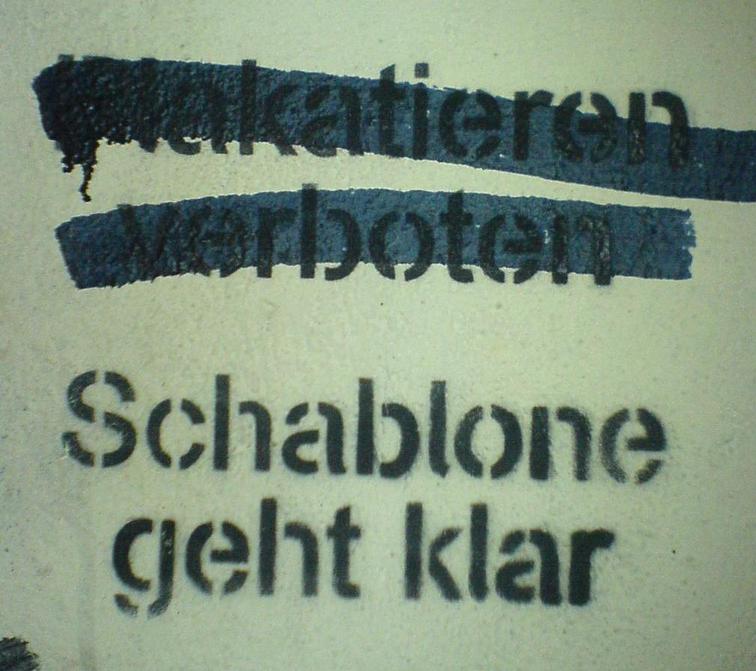 Plakatieren
verboten
Schablone
geht klar